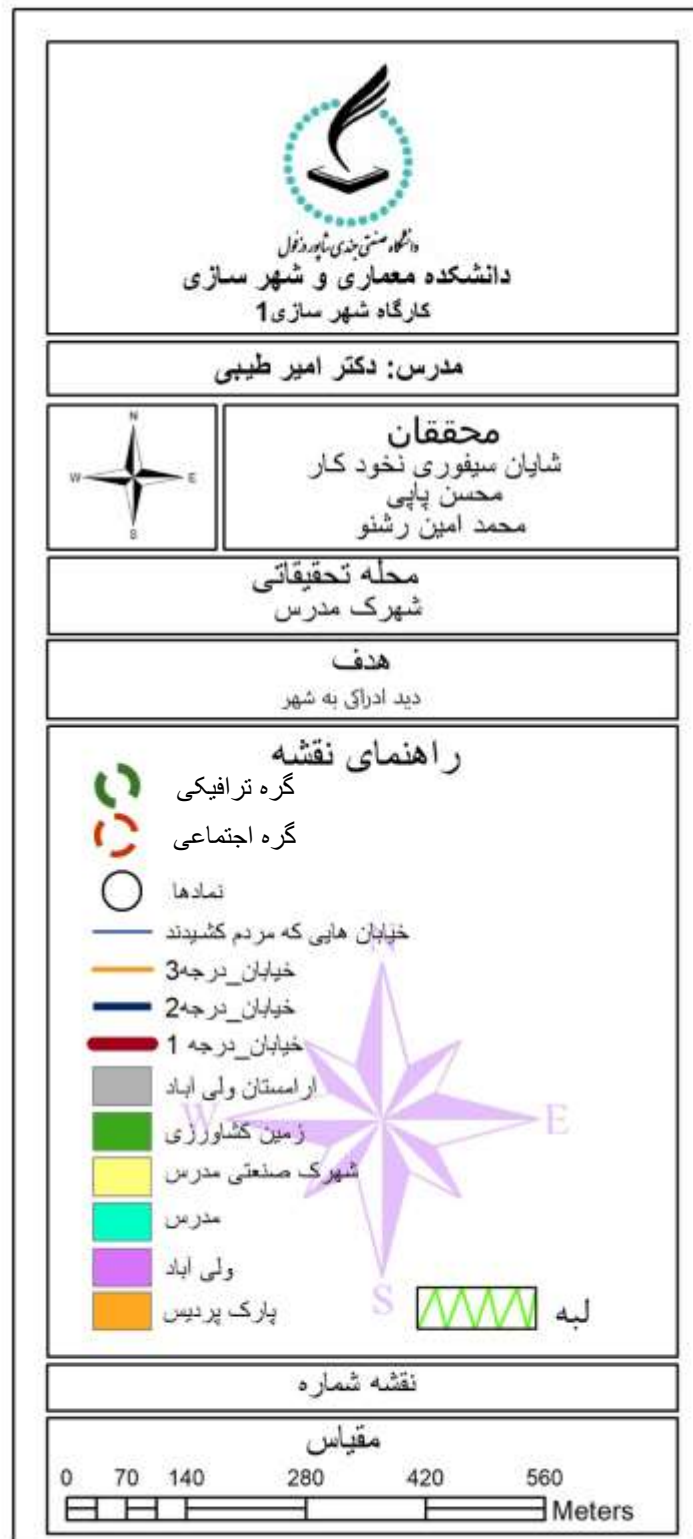 دانشگاه صنعتی جندی شاپور دزفول
دانشکده معماری و شهر سازی
کارگاه شهر سازی1
مدرس: دکتر امیر طیبی
N
W E
S
محققان
شایان سیفوری نخود کار
محسن پاپی
محمد امین رشنو
محله تحقیقاتی
شهرک مدرس
هدف
دید ادراکی به شهر
راهنمای نقشه
گره ترافیکی
گره اجتماعی
نمادها
خیابان هایی که مردم کشیدند
خیابان_درجه3
خیابان_درجه2
خیابان_درجه 1
ارامستان ولی آباد
زمین کشاورزی
شهرک صنعتی مدرس
مدرس
ولی آباد
پارک پردیس
N
W E
S
لبه
نقشه شماره
مقیاس
0 70 140 280 420 560
Meters